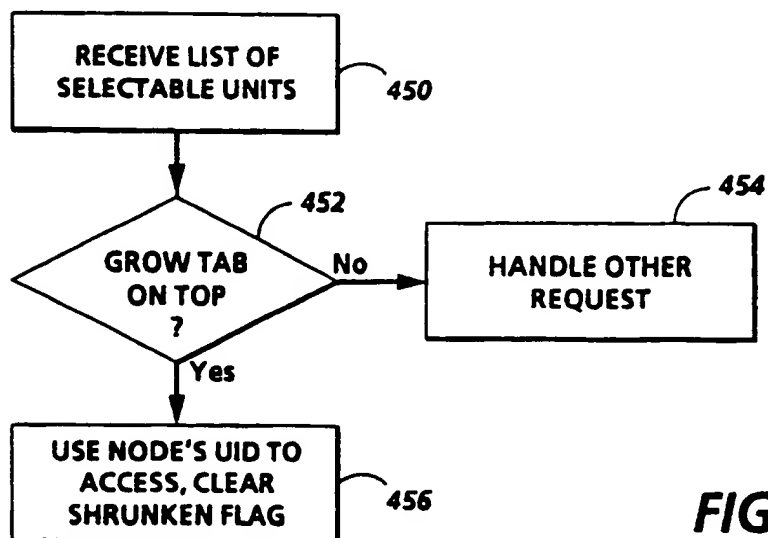 RECEIVE LIST OF
SELECTABLE UNITS
450
452
454
GROW TAB
ON TOP
?
No
HANDLE OTHER
REQUEST
Yes
USE NODE'S UID TO
ACCESS, CLEAR
SHRUNKEN FLAG
456
FIG